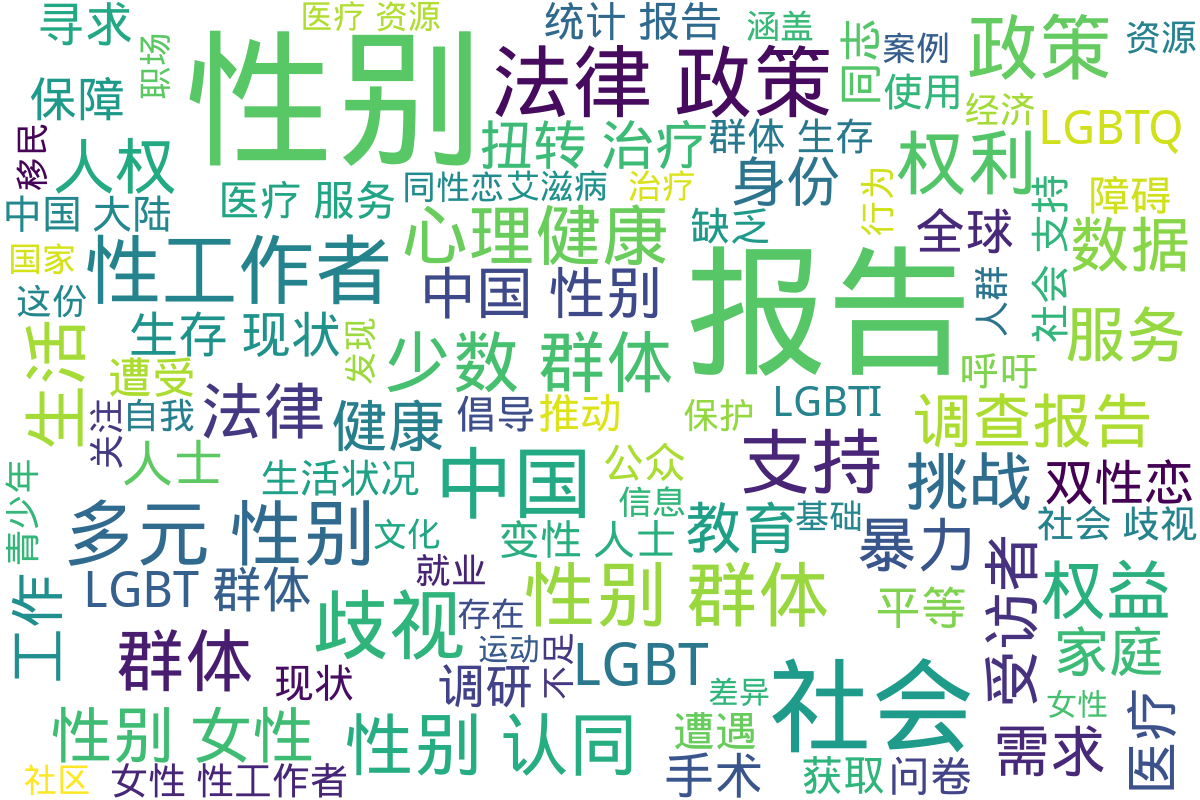 寻求
医疗 资源
统计 报告
涵盖
同志
案例
政策
资源
职场
性别
法律 政策
保障
使用
经济
LGBTQ
移民
人权
扭转 治疗
群体 生存
权利
身份
医疗 服务
同性恋艾滋病
治疗
行为
障碍
中国 大陆
心理健康
缺乏
全球
社会 支持
数据
国家
性工作者
中国 性别
报告
人群
这份
生存 现状
发现
少数 群体
服务
生活
遭受
呼吁
关注
自我
法律
健康
倡导
推动
保护
LGBTI
调查报告
人士
中国
公众
支持
挑战
双性恋
青少年
生活状况
信息
多元 性别
文化
变性 人士
教育
基础
暴力
社会 歧视
工作
LGBT 群体
就业
性别 群体
受访者
权益
歧视
存在
平等
群体
运动
不足
LGBT
家庭
现状
调研
社会
差异
女性
医疗
性别 女性
性别 认同
遭遇
需求
社区
女性 性工作者
手术
获取
问卷